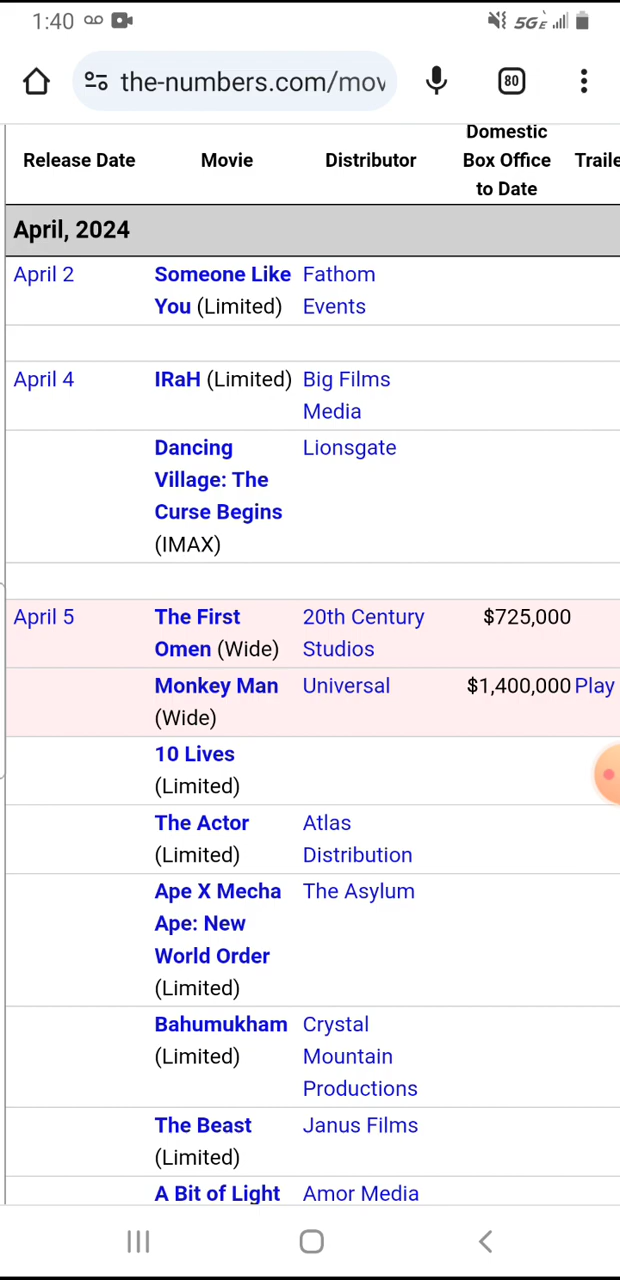 1:40
5GE
the-numbers.com/mov
80
Release Date
Movie
Distributor
Domestic
Box Office
to Date
Traile
April, 2024
April 2
Someone Like
You (Limited)
Fathom
Events
April 4
IRaH (Limited)
Big Films
Media
Dancing
Village: The
Curse Begins
(IMAX)
Lionsgate
April 5
The First
Omen (Wide)
20th Century
Studios
$725,000
Monkey Man
(Wide)
Universal
$1,400,000
Play
10 Lives
(Limited)
The Actor
(Limited)
Atlas
Distribution
Ape X Mecha
Ape: New
World Order
(Limited)
The Asylum
Bahumukham
(Limited)
Crystal
Mountain
Productions
The Beast
(Limited)
Janus Films
A Bit of Light
Amor Media